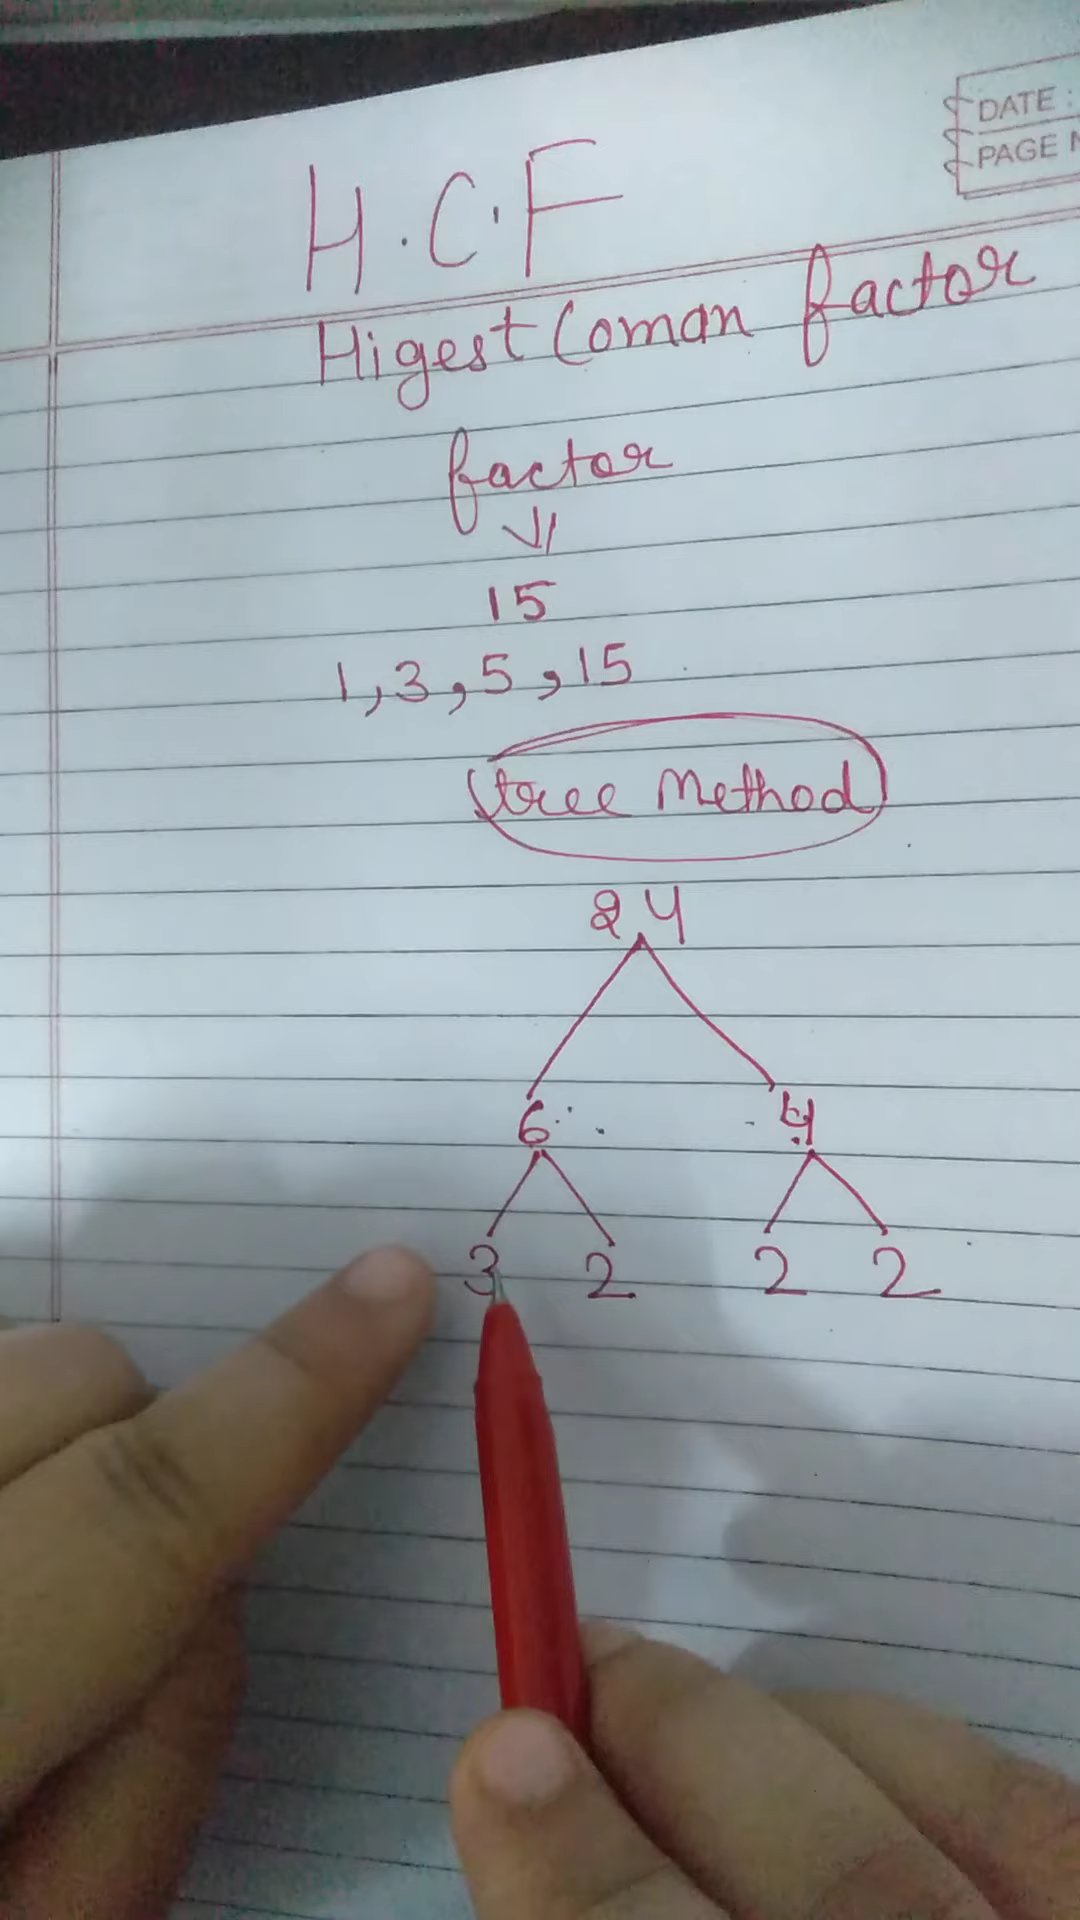 DATE :
PAGE N
H.C.F
Higest Coman factor
factor
15
1, 3, 5, 15
tree Method
24
6 4
3 2 2 2